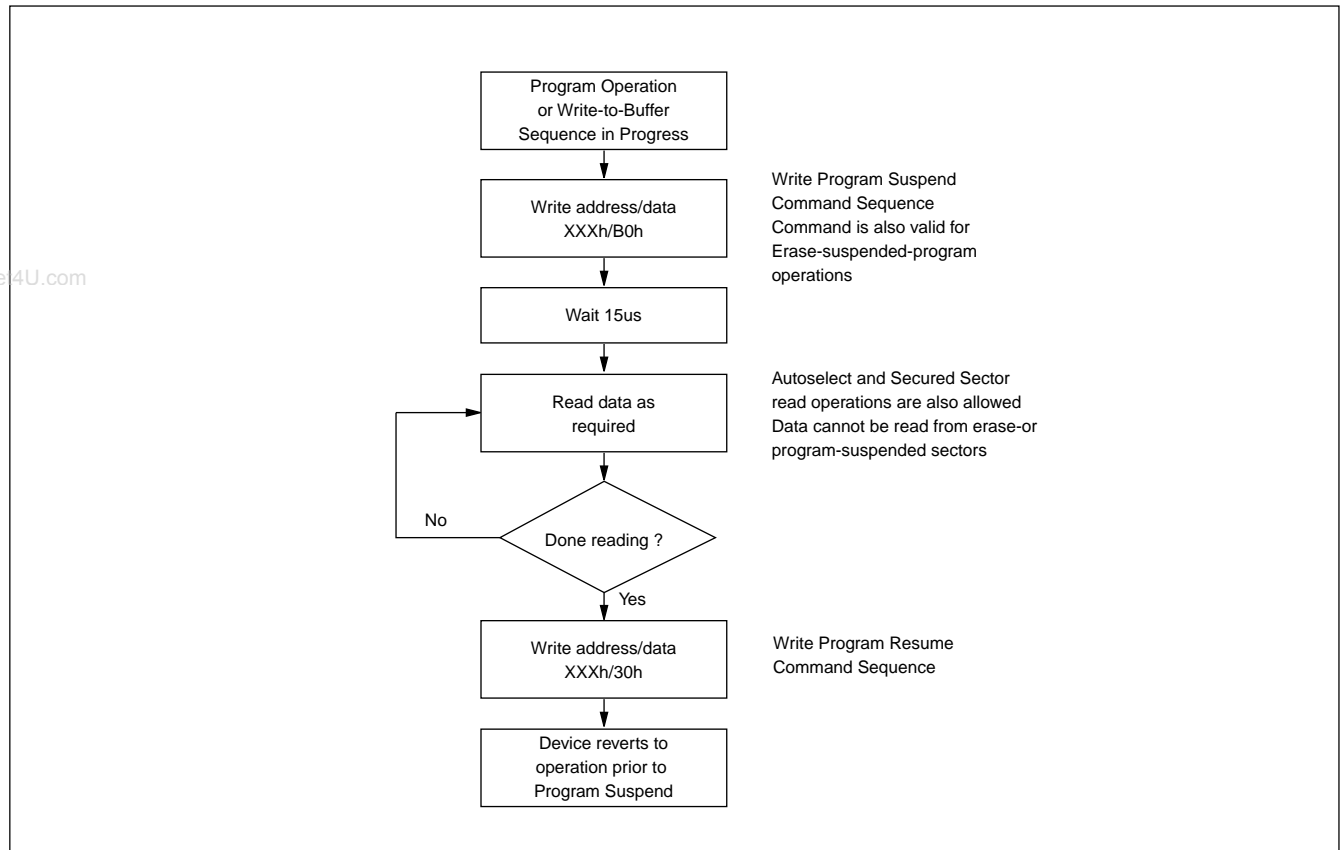 Program Operation
or Write-to-Buffer
Sequence in Progress
Write address/data
XXXh/B0h
Write Program Suspend
Command Sequence
Command is also valid for
Erase-suspended-program
operations
et4U.com
Wait 15us
Read data as
required
Autoselect and Secured Sector
read operations are also allowed
Data cannot be read from erase-or
program-suspended sectors
No
Done reading ?
Yes
Write address/data
XXXh/30h
Write Program Resume
Command Sequence
Device reverts to
operation prior to
Program Suspend